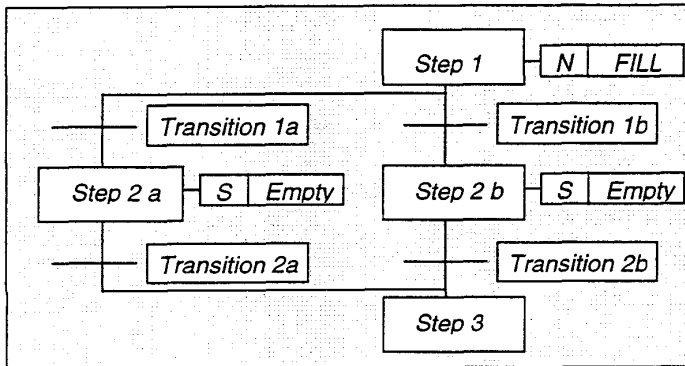 Step 1 N FILL
Transition 1a Transition 1b
Step 2 a S Empty Step 2 b S Empty
Transition 2a Transition 2b
Step 3